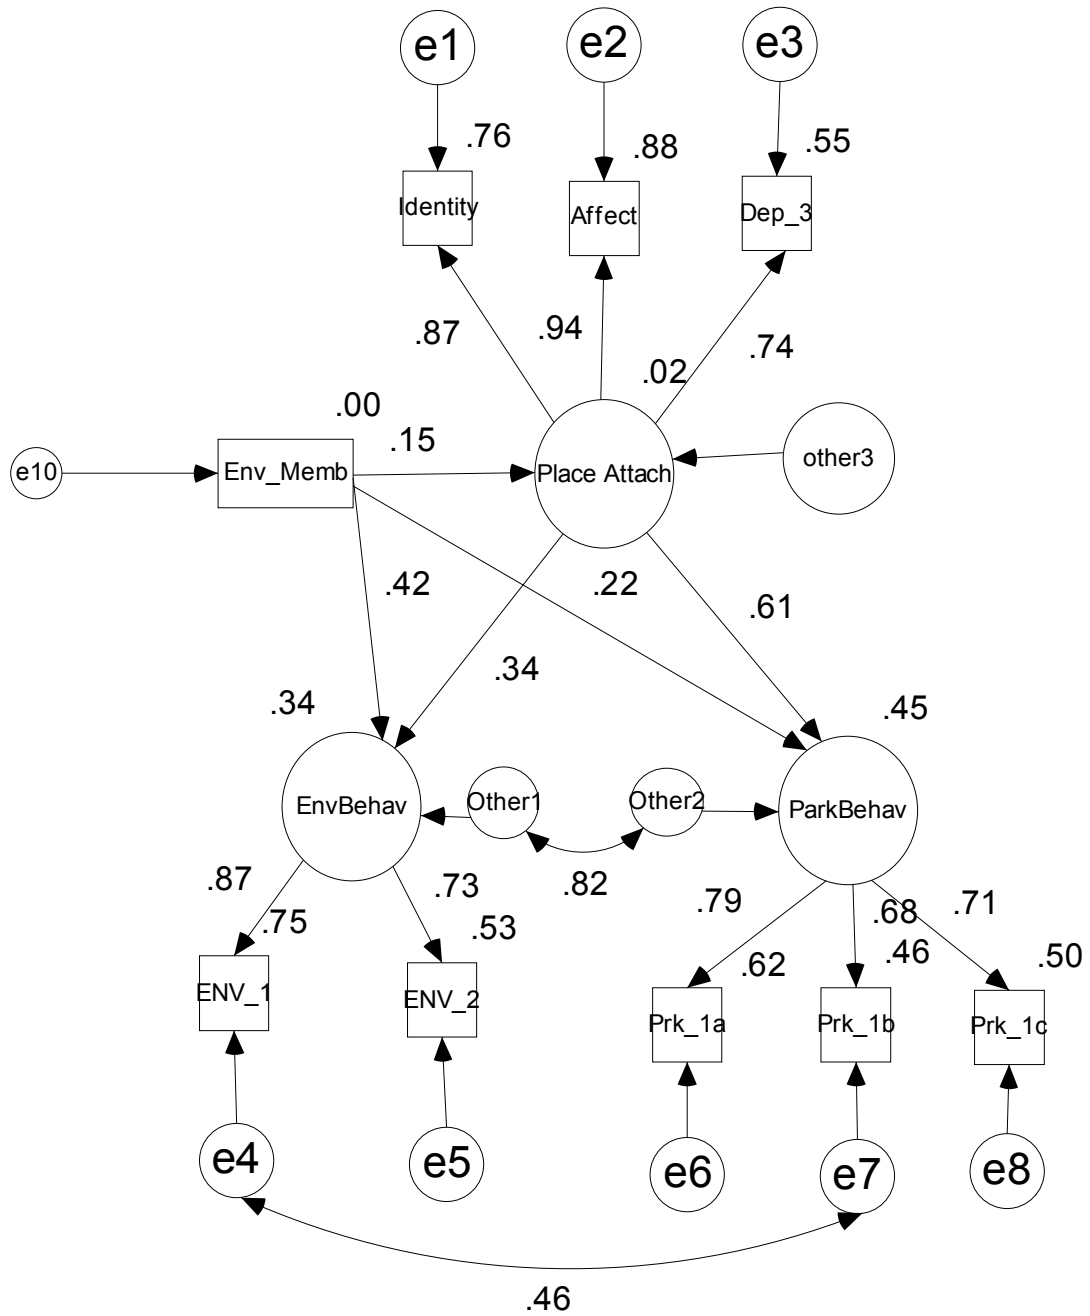 e1
e2
e3
.76
.88
.55
Identity
Affect
Dep_3
.87
.94
.02
.74
.00
.15
e10
Env_Memb
Place Attach
other3
.42
.22
.61
.34
.34
.45
EnvBehav
Other1
Other2
ParkBehav
.87
.73
.82
.79
.68
.71
.75
.53
.62
.46
.50
ENV_1
ENV_2
Prk_1a
Prk_1b
Prk_1c
e4
e5
e6
e7
e8
.46